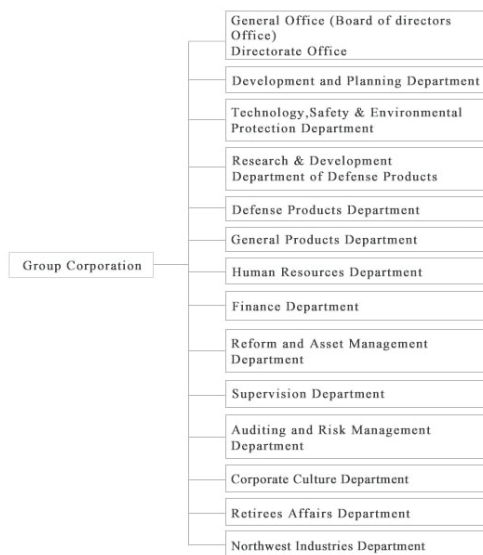 General Office (Board of directors
Office)
Directorate Office
Development and Planning Department
Technology,Safety & Environmental
Protection Department
Research & Development
Department of Defense Products
Defense Products Department
General Products Department
Group Corporation
Human Resources Department
Finance Department
Reform and Asset Management
Department
Supervision Department
Auditing and Risk Management
Department
Corporate Culture Department
Retirees Affairs Department
Northwest Industries Department